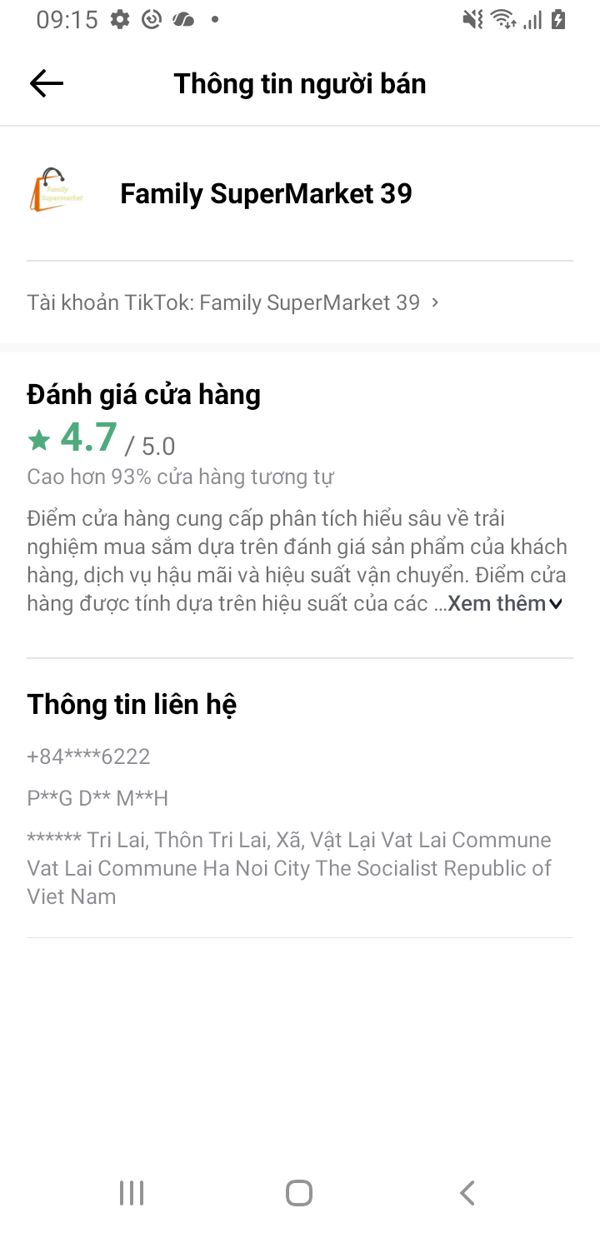 09:15
Thông tin người bán
Family
Supermarket
Family SuperMarket 39
Tài khoản TikTok: Family SuperMarket 39 >
Đánh giá cửa hàng
★ 4.7 / 5.0
Cao hơn 93% cửa hàng tương tự
Điểm cửa hàng cung cấp phân tích hiểu sâu về trải
nghiệm mua sắm dựa trên đánh giá sản phẩm của khách
hàng, dịch vụ hậu mãi và hiệu suất vận chuyển. Điểm cửa
hàng được tính dựa trên hiệu suất của các ...Xem thêm
Thông tin liên hệ
+84****6222
P**G D** M**H
****** Tri Lai, Thôn Tri Lai, Xã, Vật Lại Vat Lai Commune
Vat Lai Commune Ha Noi City The Socialist Republic of
Viet Nam